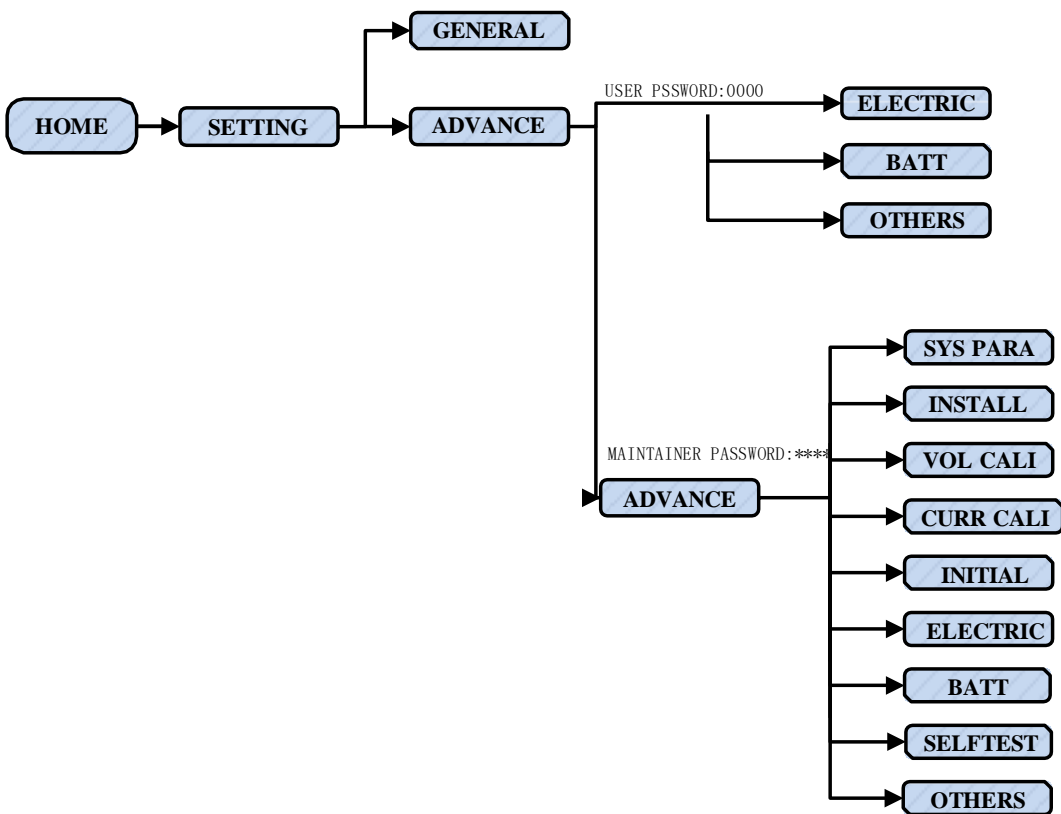 GENERAL
HOME
SETTING
ADVANCE
USER PSSWORD:0000
ELECTRIC
BATT
OTHERS
MAINTAINER PASSWORD:****
ADVANCE
SYS PARA
INSTALL
VOL CALI
CURR CALI
INITIAL
ELECTRIC
BATT
SELFTEST
OTHERS